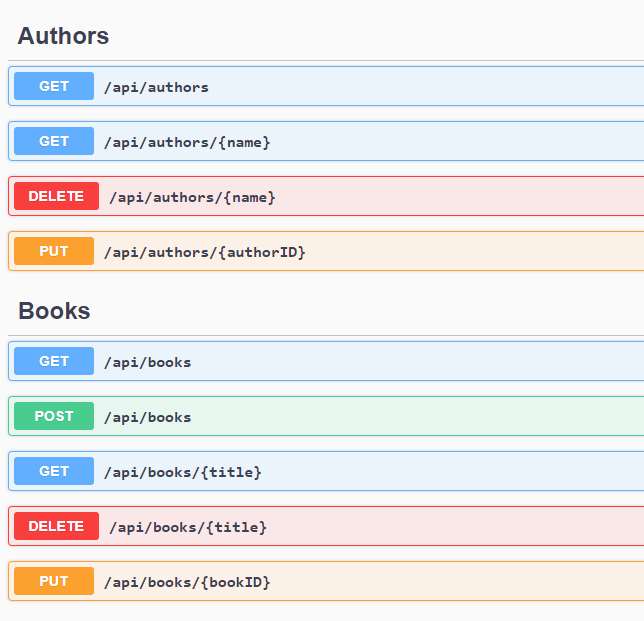 Authors
GET /api/authors
GET /api/authors/{name}
DELETE /api/authors/{name}
PUT /api/authors/{authorID}
Books
GET /api/books
POST /api/books
GET /api/books/{title}
DELETE /api/books/{title}
PUT /api/books/{bookID}